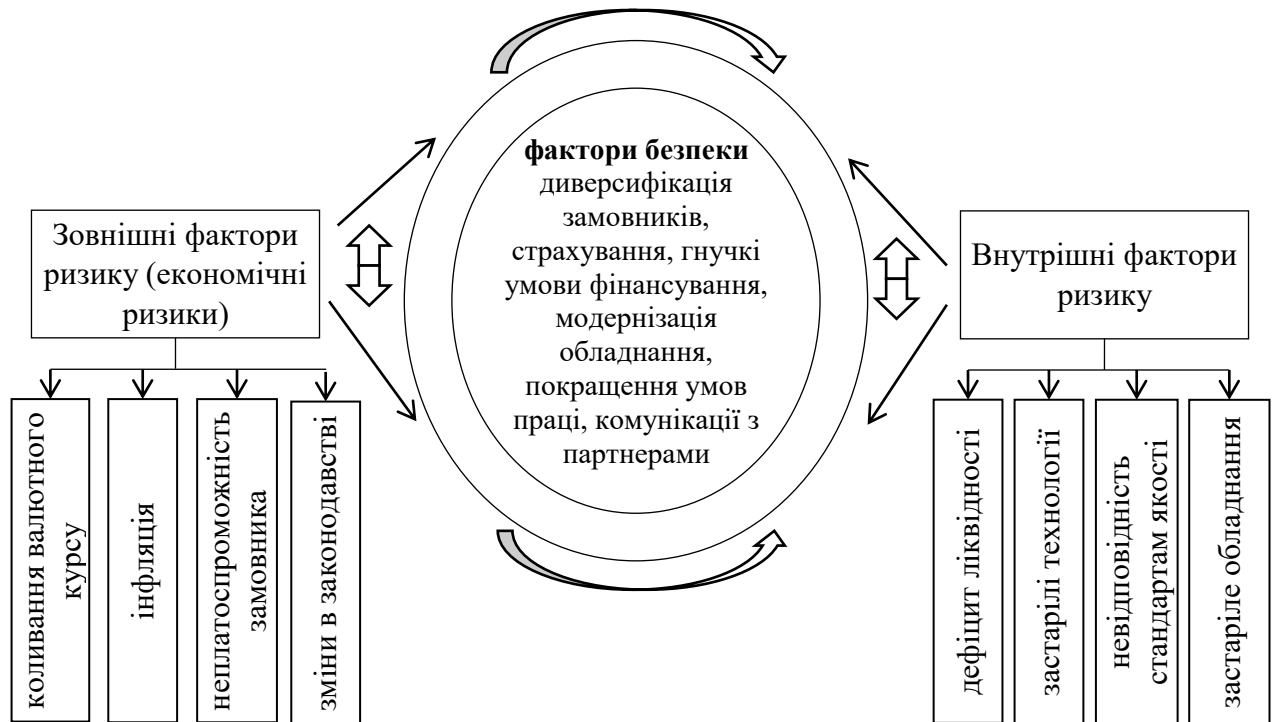 фактори безпеки
диверсифікація
замовників,
страхування, гнучкі
умови фінансування,
модернізація
обладнання,
покращення умов
праці, комунікації з
партнерами
Зовнішні фактори
ризику (економічні
ризики)
коливання валютного
курсу
інфляція
неплатоспроможність
замовника
зміни в законодавстві
Внутрішні фактори
ризику
дефіцит ліквідності
застарілі технології
невідповідність
стандартам якості
застаріле обладнання